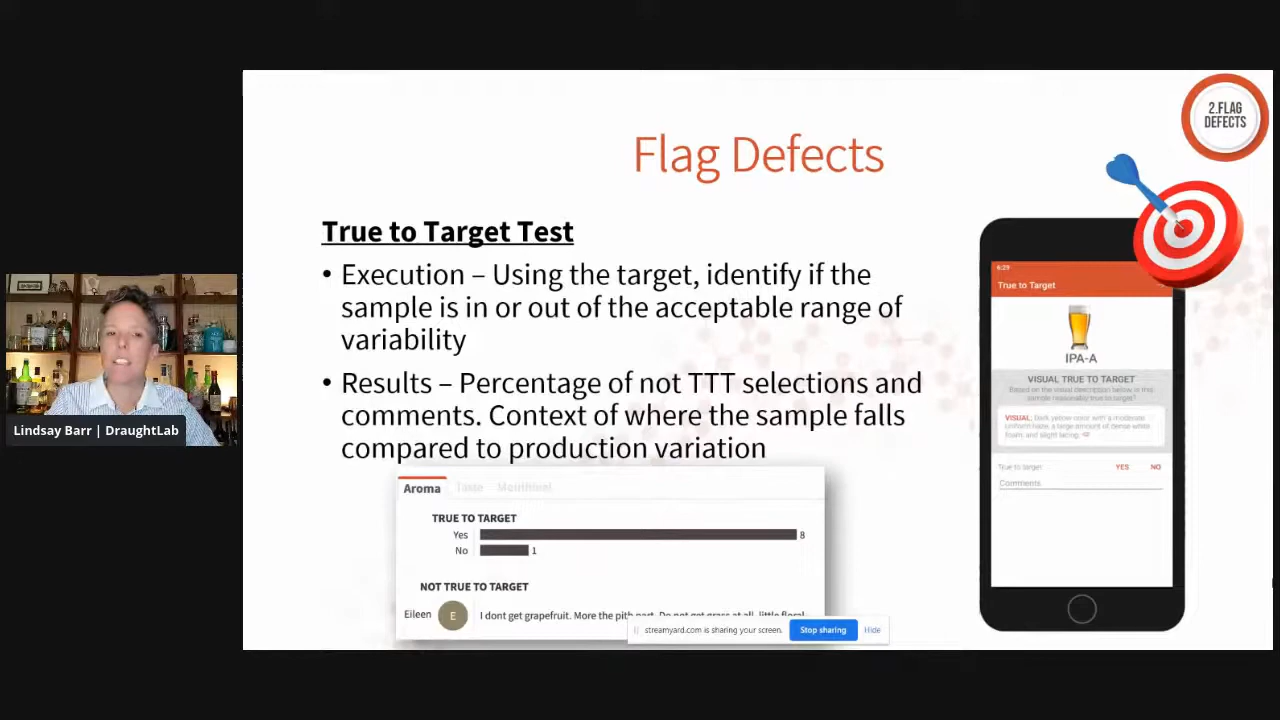 2.FLAG
DEFECTS
Flag Defects
True to Target Test
• Execution – Using the target, identify if the
sample is in or out of the acceptable range of
variability
• Results – Percentage of not TTT selections and
comments. Context of where the sample falls
compared to production variation
Aroma Taste Mouthfeel
TRUE TO TARGET
Yes 8
No 1
NOT TRUE TO TARGET
Eileen E I dont get grapefruit. More the pith part. Do not get grass at all, little floral
streamyard.com is sharing your screen. Stop sharing Hide
6:29
True to Target
IPA-A
VISUAL TRUE TO TARGET
Based on the visual description below is this
sample reasonably true to target?
VISUAL: Dark yellow color with a moderate
uniform haze, a large amount of dense white
foam, and slight lacing.
True to target: YES NO
Comments
Lindsay Barr | DraughtLab